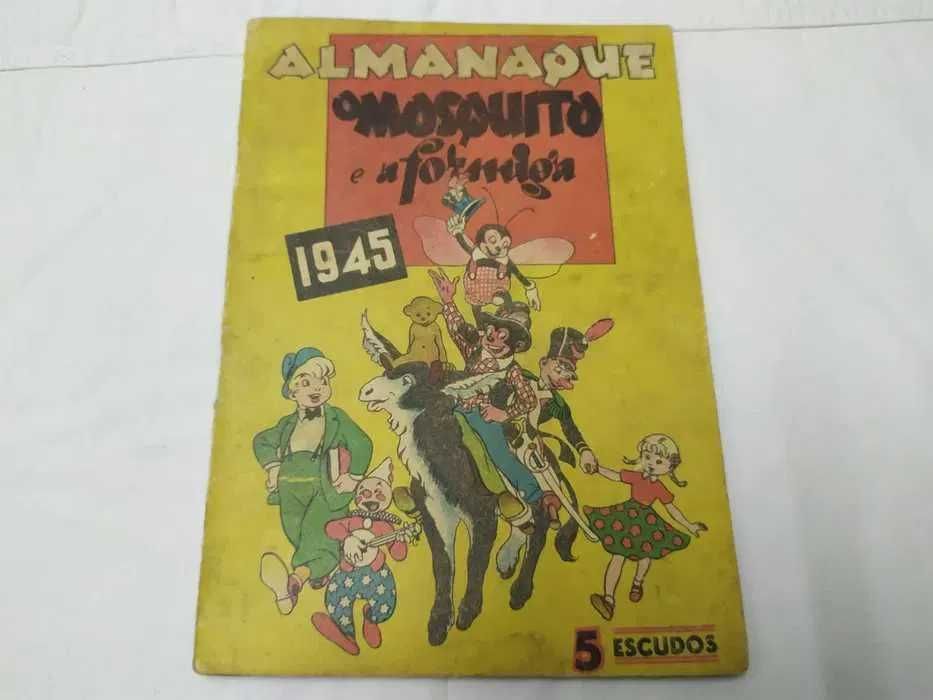 ALMANAQUE
O MOSQUITO
e a formiga
1945
5 ESCUDOS